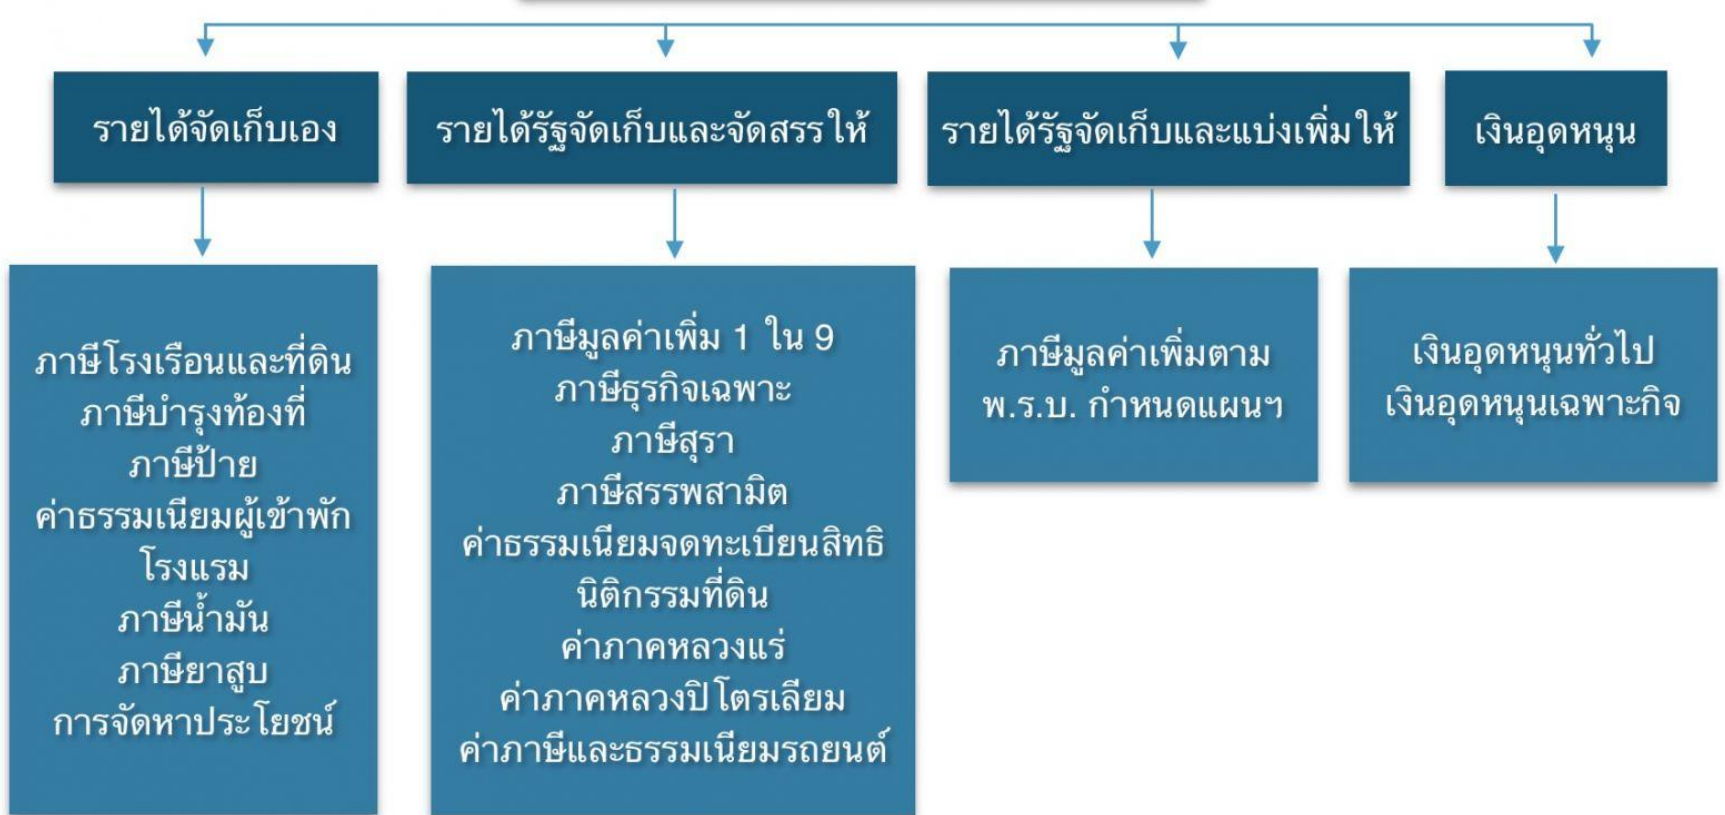 รายได้จัดเก็บเอง
รายได้รัฐจัดเก็บและจัดสรรให้
รายได้รัฐจัดเก็บและแบ่งเพิ่มให้
เงินอุดหนุน
ภาษีโรงเรือนและที่ดิน
ภาษีบำรุงท้องที่
ภาษีป้าย
ค่าธรรมเนียมผู้เข้าพัก
โรงแรม
ภาษีน้ำมัน
ภาษียาสูบ
การจัดหาประโยชน์
ภาษีมูลค่าเพิ่ม 1 ใน 9
ภาษีธุรกิจเฉพาะ
ภาษีสุรา
ภาษีสรรพสามิต
ค่าธรรมเนียมจดทะเบียนสิทธิ
นิติกรรมที่ดิน
ค่าภาคหลวงแร่
ค่าภาคหลวงปิโตรเลียม
ค่าภาษีและธรรมเนียมรถยนต์
ภาษีมูลค่าเพิ่มตาม
พ.ร.บ. กำหนดแผนฯ
เงินอุดหนุนทั่วไป
เงินอุดหนุนเฉพาะกิจ